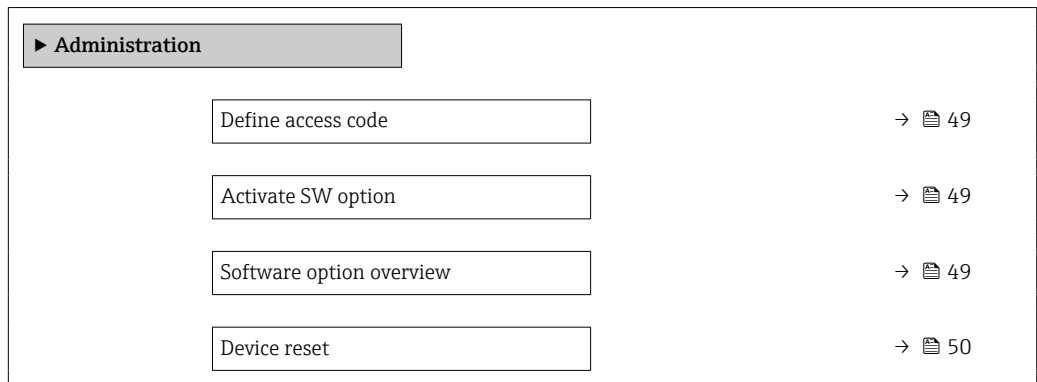 ▶ Administration
Define access code → 49
Activate SW option → 49
Software option overview → 49
Device reset → 50